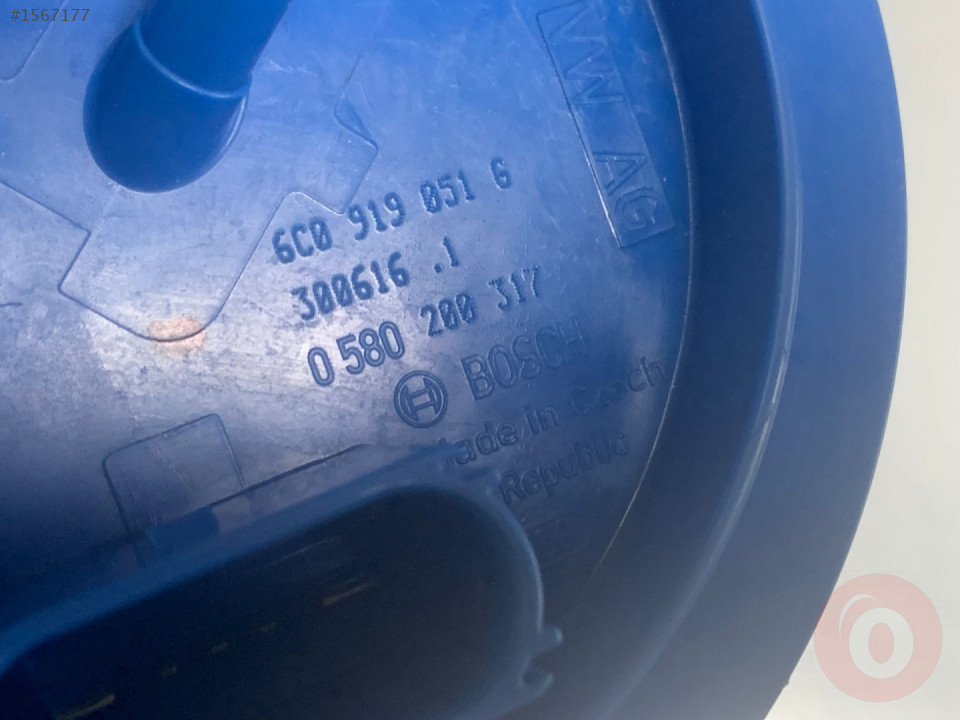 #1567177
VW AG
6C0 919 051 G
300616 .1
0 580 200 317
BOSCH
Made in Czech
Republic